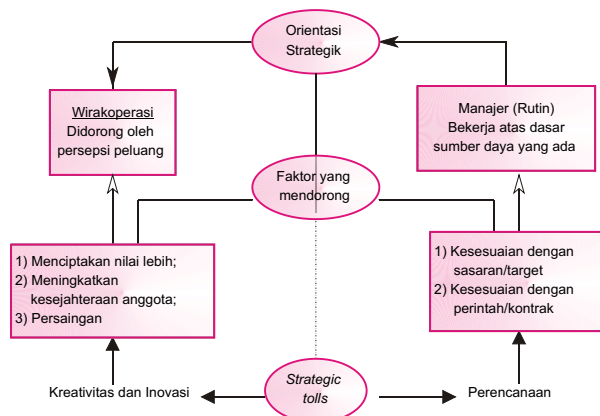 Orientasi
Strategik
Wirakoperasi
Didorong oleh
persepsi peluang
Manajer (Rutin)
Bekerja atas dasar
sumber daya yang ada
Faktor yang
mendorong
1) Menciptakan nilai lebih;
2) Meningkatkan
kesejahteraan anggota;
3) Persaingan
1) Kesesuaian dengan
sasaran/target
2) Kesesuaian dengan
perintah/kontrak
Kreativitas dan Inovasi
Strategic
tolls
Perencanaan